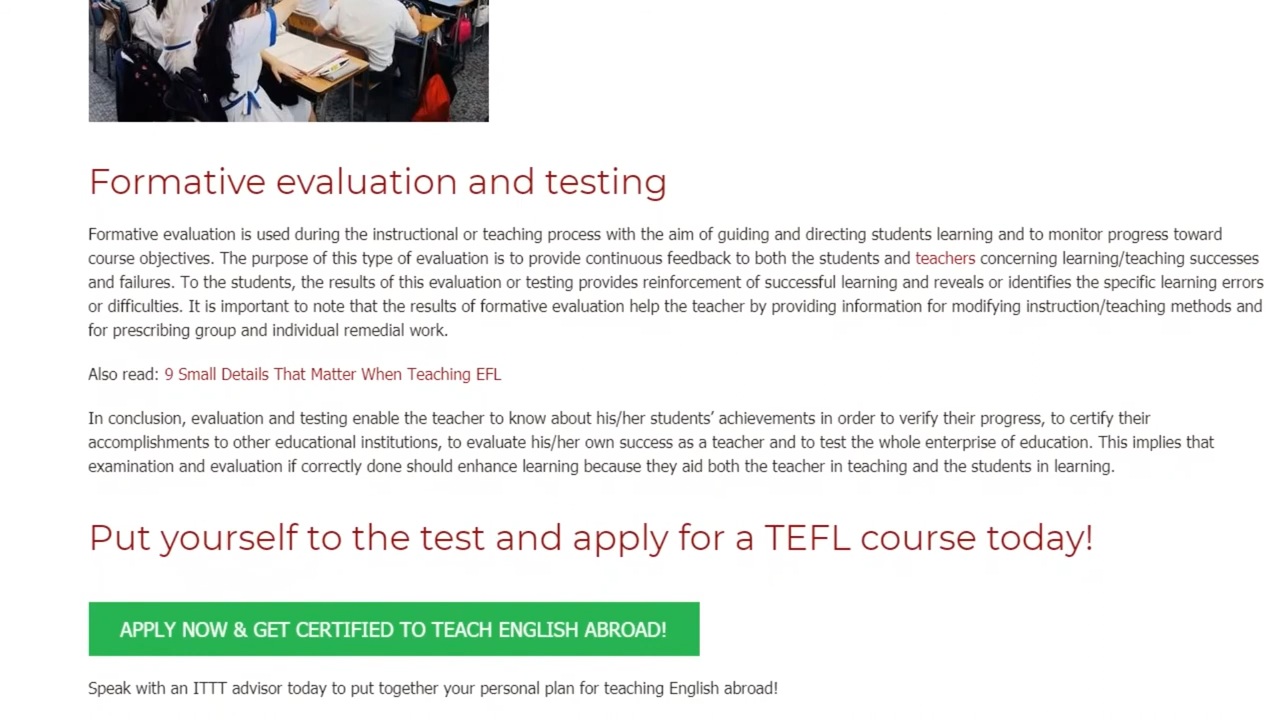 Formative evaluation and testing
Formative evaluation is used during the instructional or teaching process with the aim of guiding and directing students learning and to monitor progress toward
course objectives. The purpose of this type of evaluation is to provide continuous feedback to both the students and teachers concerning learning/teaching successes
and failures. To the students, the results of this evaluation or testing provides reinforcement of successful learning and reveals or identifies the specific learning errors
or difficulties. It is important to note that the results of formative evaluation help the teacher by providing information for modifying instruction/teaching methods and
for prescribing group and individual remedial work.
Also read: 9 Small Details That Matter When Teaching EFL
In conclusion, evaluation and testing enable the teacher to know about his/her students’ achievements in order to verify their progress, to certify their
accomplishments to other educational institutions, to evaluate his/her own success as a teacher and to test the whole enterprise of education. This implies that
examination and evaluation if correctly done should enhance learning because they aid both the teacher in teaching and the students in learning.
Put yourself to the test and apply for a TEFL course today!
APPLY NOW & GET CERTIFIED TO TEACH ENGLISH ABROAD!
Speak with an ITTT advisor today to put together your personal plan for teaching English abroad!